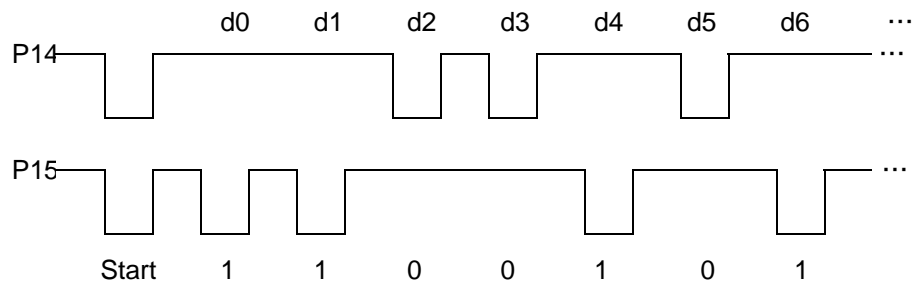 d0 d1 d2 d3 d4 d5 d6 ...
P14 ...
P15 ...
Start 1 1 0 0 1 0 1